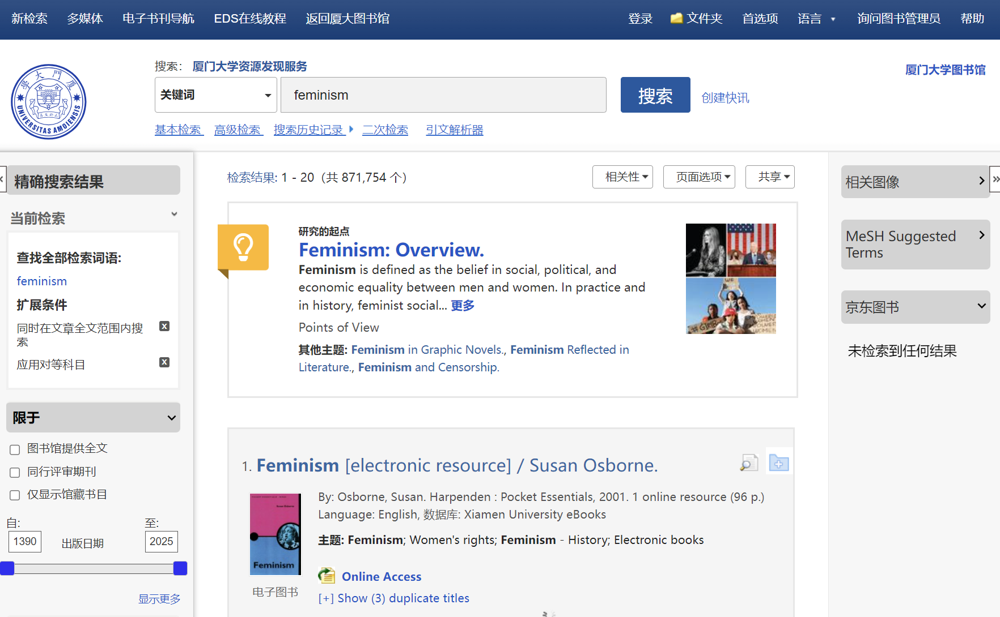 新检索 多媒体 电子书刊导航 EDS在线教程 返回厦大图书馆 登录 文件夹 首选项 语言 询问图书管理员 帮助
搜索： 厦门大学资源发现服务
厦门大学图书馆
关键词 feminism 搜索 创建快讯
基本检索 高级检索 搜索历史记录 二次检索 引文解析器
UNIVERSITAS AMOIENSIS
精确搜索结果
当前检索
查找全部检索词语:
feminism
扩展条件
同时在文章全文范围内搜
索
应用对等科目
限于
图书馆提供全文
同行评审期刊
仅显示馆藏书目
自: 至:
1390 出版日期 2025
显示更多
检索结果: 1 - 20（共 871,754 个）
相关性 页面选项 共享
研究的起点
Feminism: Overview.
Feminism is defined as the belief in social, political, and
economic equality between men and women. In practice and
in history, feminist social... 更多
Points of View
其他主题: Feminism in Graphic Novels., Feminism Reflected in
Literature., Feminism and Censorship.
1. Feminism [electronic resource] / Susan Osborne.
By: Osborne, Susan. Harpenden : Pocket Essentials, 2001. 1 online resource (96 p.)
Language: English, 数据库: Xiamen University eBooks
主题: Feminism; Women's rights; Feminism - History; Electronic books
Feminism
电子图书
Online Access
[+] Show (3) duplicate titles
相关图像
MeSH Suggested
Terms
京东图书
未检索到任何结果